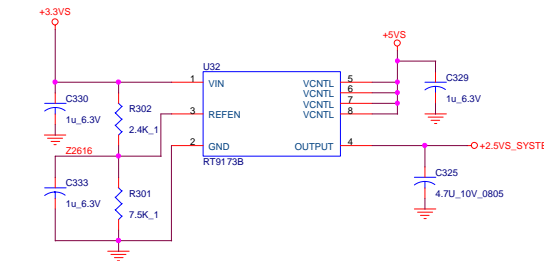 +3.3VS
+5VS
U32
1 VIN VCNTL 5
VCNTL 6
VCNTL 7
3 REFEN VCNTL 8
2 GND OUTPUT 4
RT9173B
C330
1u_6.3V
R302
2.4K_1
Z2616
C333
1u_6.3V
R301
7.5K_1
C329
1u_6.3V
+2.5VS_SYSTE
C325
4.7U_10V_0805